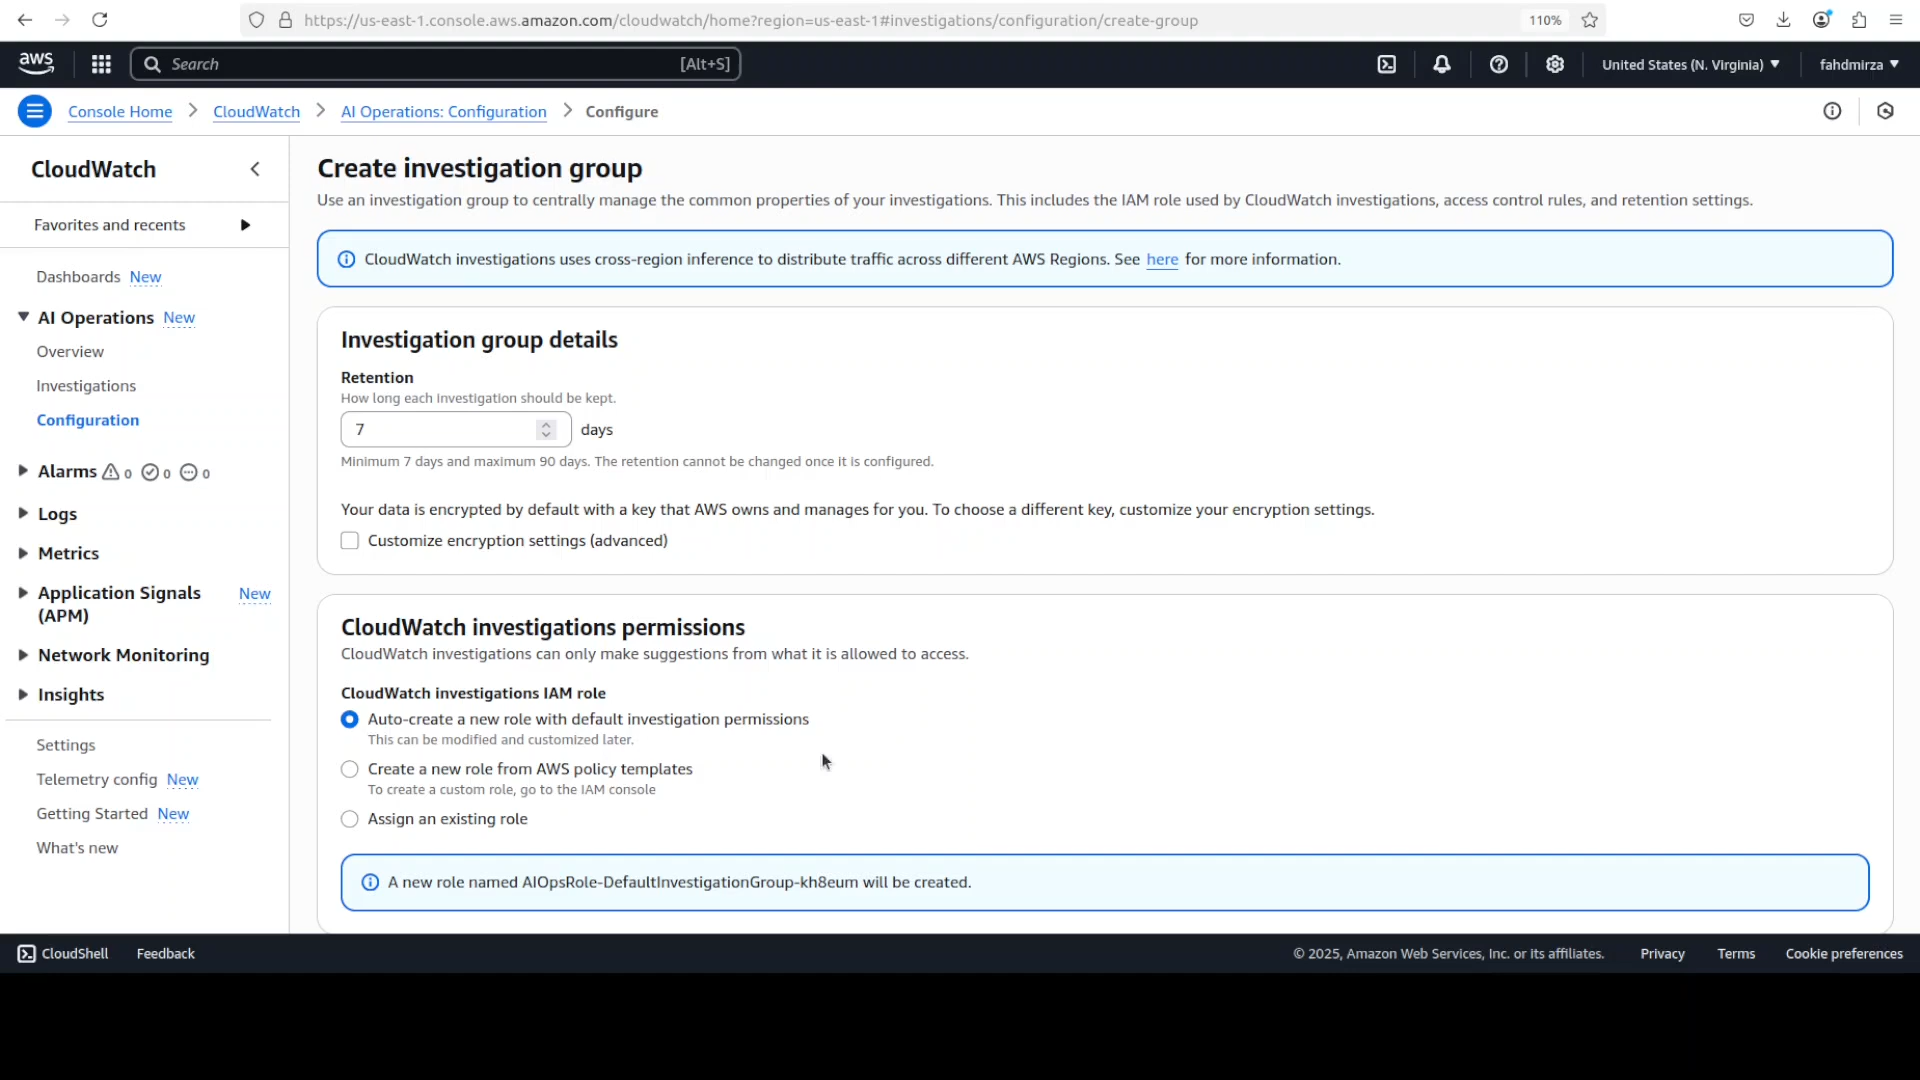 https://us-east-1.console.aws.amazon.com/cloudwatch/home?region=us-east-1#investigations/configuration/create-group
110%
aws
Search
[Alt+S]
United States (N. Virginia)
fahdmirza
Console Home
CloudWatch
AI Operations: Configuration
Configure
CloudWatch
Favorites and recents
Dashboards New
AI Operations New
Overview
Investigations
Configuration
Alarms 0 0 0
Logs
Metrics
Application Signals New
(APM)
Network Monitoring
Insights
Settings
Telemetry config New
Getting Started New
What's new
Create investigation group
Use an investigation group to centrally manage the common properties of your investigations. This includes the IAM role used by CloudWatch investigations, access control rules, and retention settings.
CloudWatch investigations uses cross-region inference to distribute traffic across different AWS Regions. See here for more information.
Investigation group details
Retention
How long each investigation should be kept.
7 days
Minimum 7 days and maximum 90 days. The retention cannot be changed once it is configured.
Your data is encrypted by default with a key that AWS owns and manages for you. To choose a different key, customize your encryption settings.
Customize encryption settings (advanced)
CloudWatch investigations permissions
CloudWatch investigations can only make suggestions from what it is allowed to access.
CloudWatch investigations IAM role
Auto-create a new role with default investigation permissions
This can be modified and customized later.
Create a new role from AWS policy templates
To create a custom role, go to the IAM console
Assign an existing role
A new role named AIOpsRole-DefaultInvestigationGroup-kh8eum will be created.
CloudShell
Feedback
© 2025, Amazon Web Services, Inc. or its affiliates.
Privacy
Terms
Cookie preferences